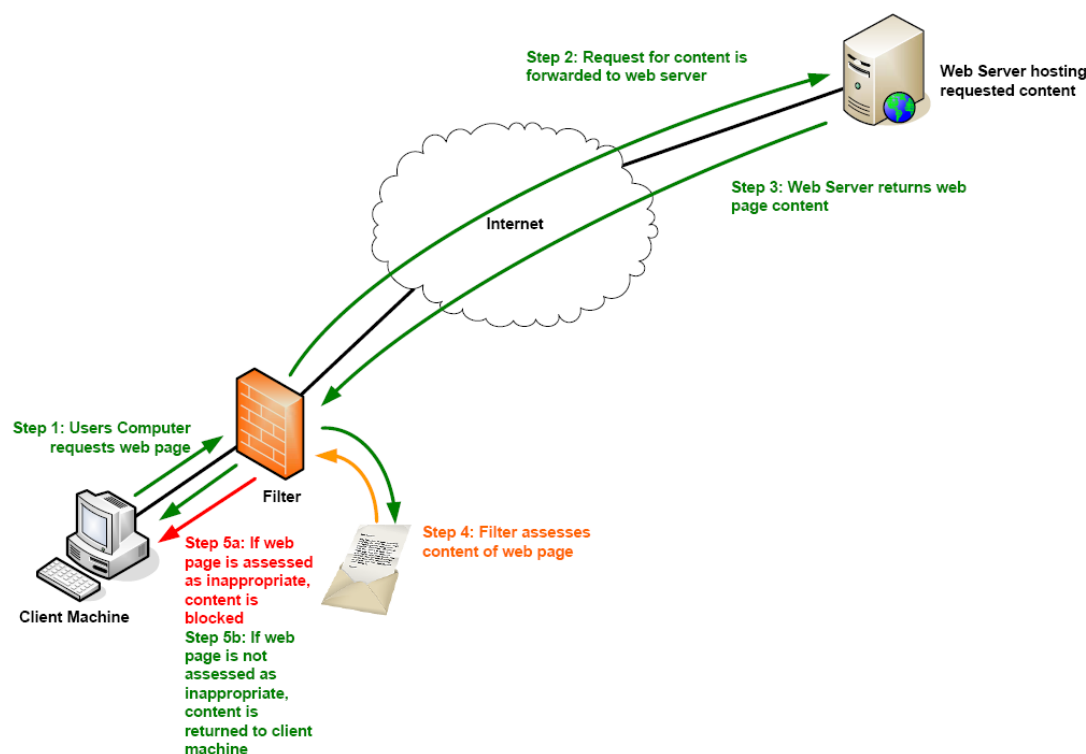 Step 2: Request for content is
forwarded to web server
Web Server hosting
requested content
Step 3: Web Server returns web
page content
Internet
Step 1: Users Computer
requests web page
Filter
Step 4: Filter assesses
content of web page
Client Machine
Step 5a: If web
page is assessed
as inappropriate,
content is
blocked
Step 5b: If web
page is not
assessed as
inappropriate,
content is
returned to client
machine